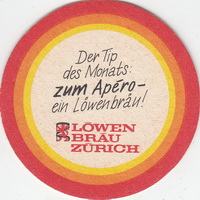 Der Tip
des Monats:
zum Apéro-
ein Löwenbräu!
LÖWEN
BRÄU
ZÜRICH